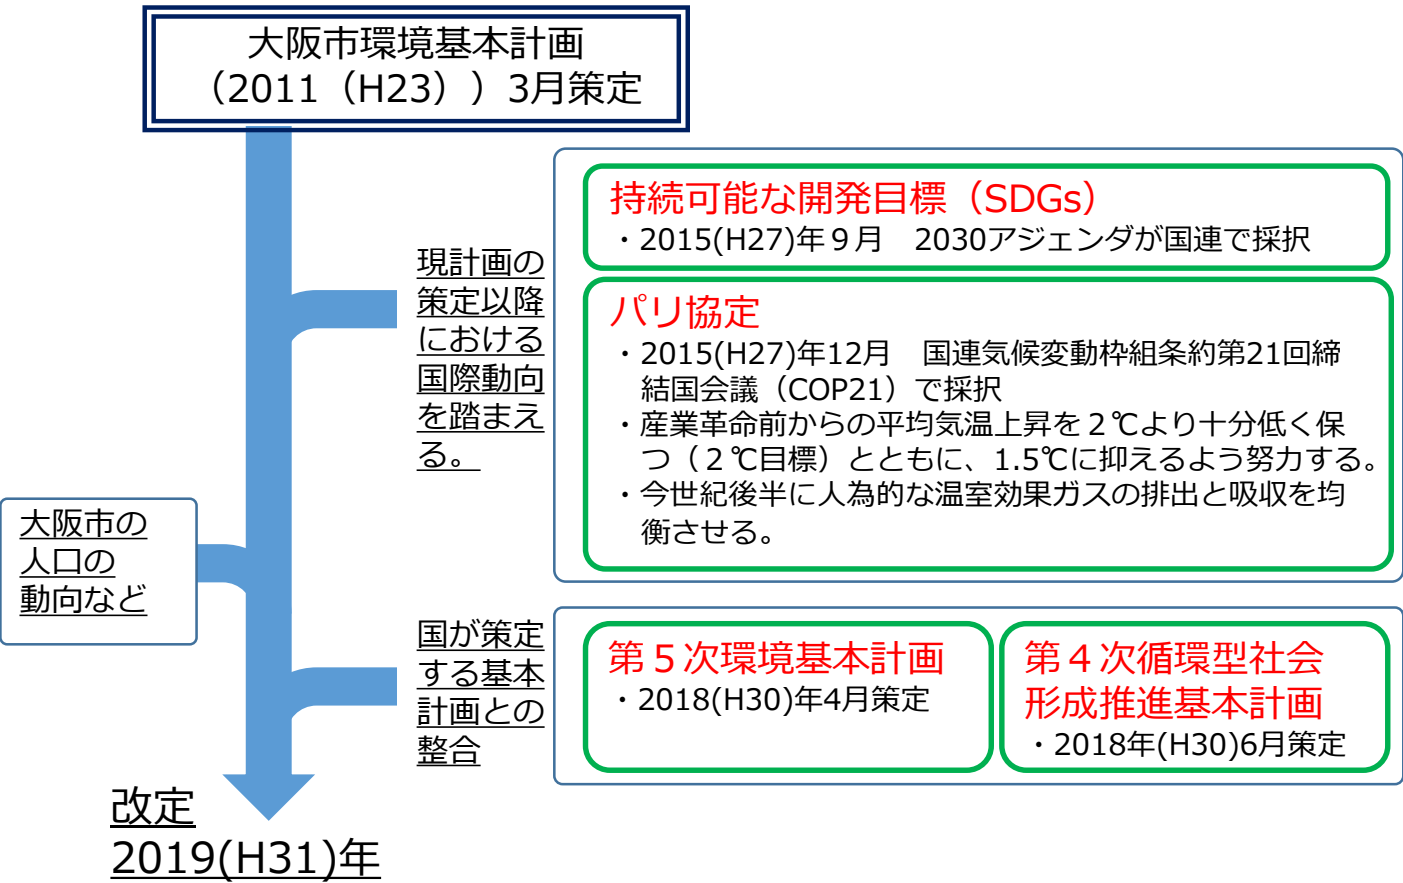 大阪市環境基本計画
（2011（H23））3月策定
現計画の
策定以降
における
国際動向
を踏まえ
る。
持続可能な開発目標（SDGs）
・2015(H27)年９月　2030アジェンダが国連で採択
パリ協定
・2015(H27)年12月　国連気候変動枠組条約第21回締
結国会議（COP21）で採択
・産業革命前からの平均気温上昇を２℃より十分低く保
つ（２℃目標）とともに、1.5℃に抑えるよう努力する。
・今世紀後半に人為的な温室効果ガスの排出と吸収を均
衡させる。
大阪市の
人口の
動向など
国が策定
する基本
計画との
整合
第５次環境基本計画
・2018(H30)年4月策定
第４次循環型社会
形成推進基本計画
・2018年(H30)6月策定
改定
2019(H31)年